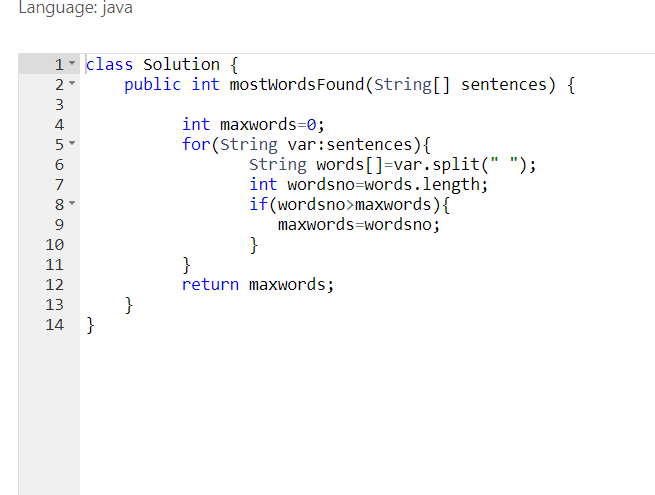 Language: java
1 class Solution {
2 public int mostWordsFound(String[] sentences) {
3
4 int maxwords=0;
5 for(String var:sentences){
6 String words[]=var.split(" ");
7 int wordsno=words.length;
8 if(wordsno>maxwords){
9 maxwords=wordsno;
10 }
11 }
12 return maxwords;
13 }
14 }